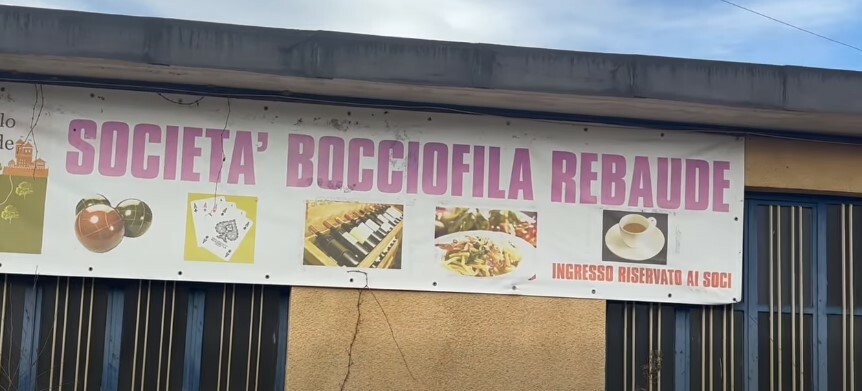 SOCIETA' BOCCIOFILA REBAUDE
INGRESSO RISERVATO AI SOCI